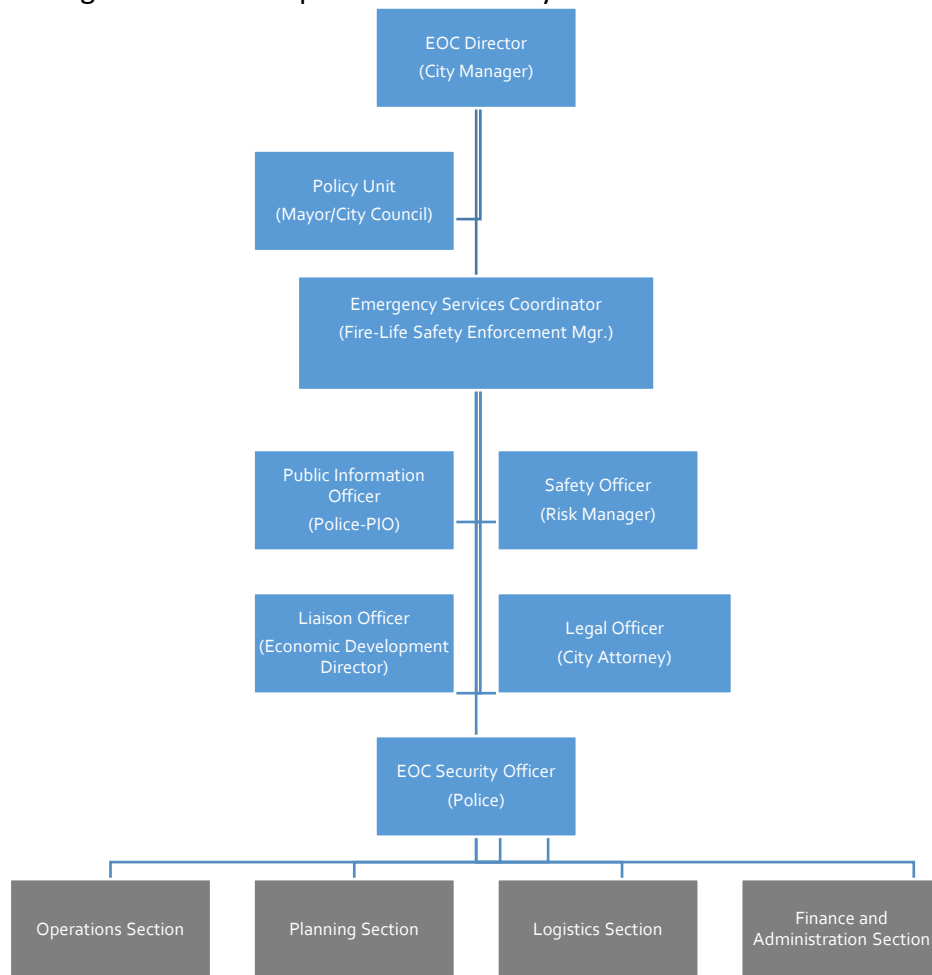 EOC Director
(City Manager)
Policy Unit
(Mayor/City Council)
Emergency Services Coordinator
(Fire-Life Safety Enforcement Mgr.)
Public Information
Officer
(Police-PIO)
Safety Officer
(Risk Manager)
Liaison Officer
(Economic Development
Director)
Legal Officer
(City Attorney)
EOC Security Officer
(Police)
Operations Section
Planning Section
Logistics Section
Finance and
Administration Section